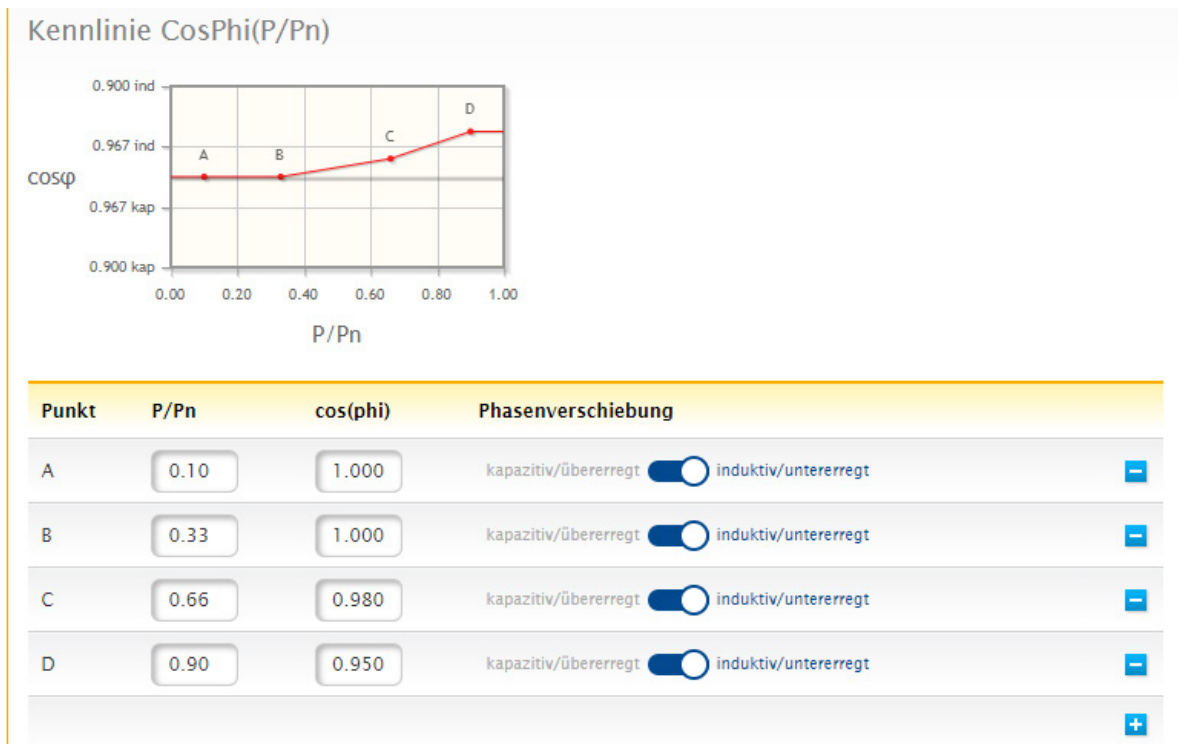 Kennlinie CosPhi(P/Pn)
0.900 ind
D
C
0.967 ind
A B
cosφ
0.967 kap
0.900 kap
0.00 0.20 0.40 0.60 0.80 1.00
P/Pn
Punkt P/Pn cos(phi) Phasenverschiebung
A 0.10 1.000 kapazitiv/übererregt induktiv/untererregt
B 0.33 1.000 kapazitiv/übererregt induktiv/untererregt
C 0.66 0.980 kapazitiv/übererregt induktiv/untererregt
D 0.90 0.950 kapazitiv/übererregt induktiv/untererregt